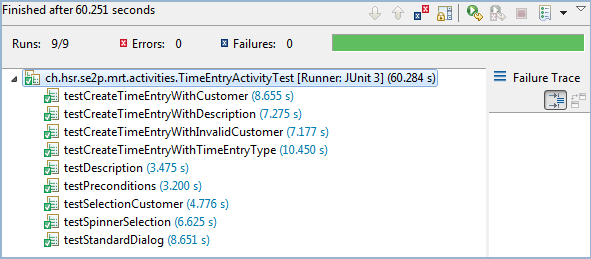 Finished after 60.251 seconds
Runs: 9/9 Errors: 0 Failures: 0
ch.hsr.se2p.mrt.activities.TimeEntryActivityTest [Runner: JUnit 3] (60.284 s)
Failure Trace
testCreateTimeEntryWithCustomer (8.655 s)
testCreateTimeEntryWithDescription (7.275 s)
testCreateTimeEntryWithInvalidCustomer (7.177 s)
testCreateTimeEntryWithTimeEntryType (10.450 s)
testDescription (3.475 s)
testPreconditions (3.200 s)
testSelectionCustomer (4.776 s)
testSpinnerSelection (6.625 s)
testStandardDialog (8.651 s)